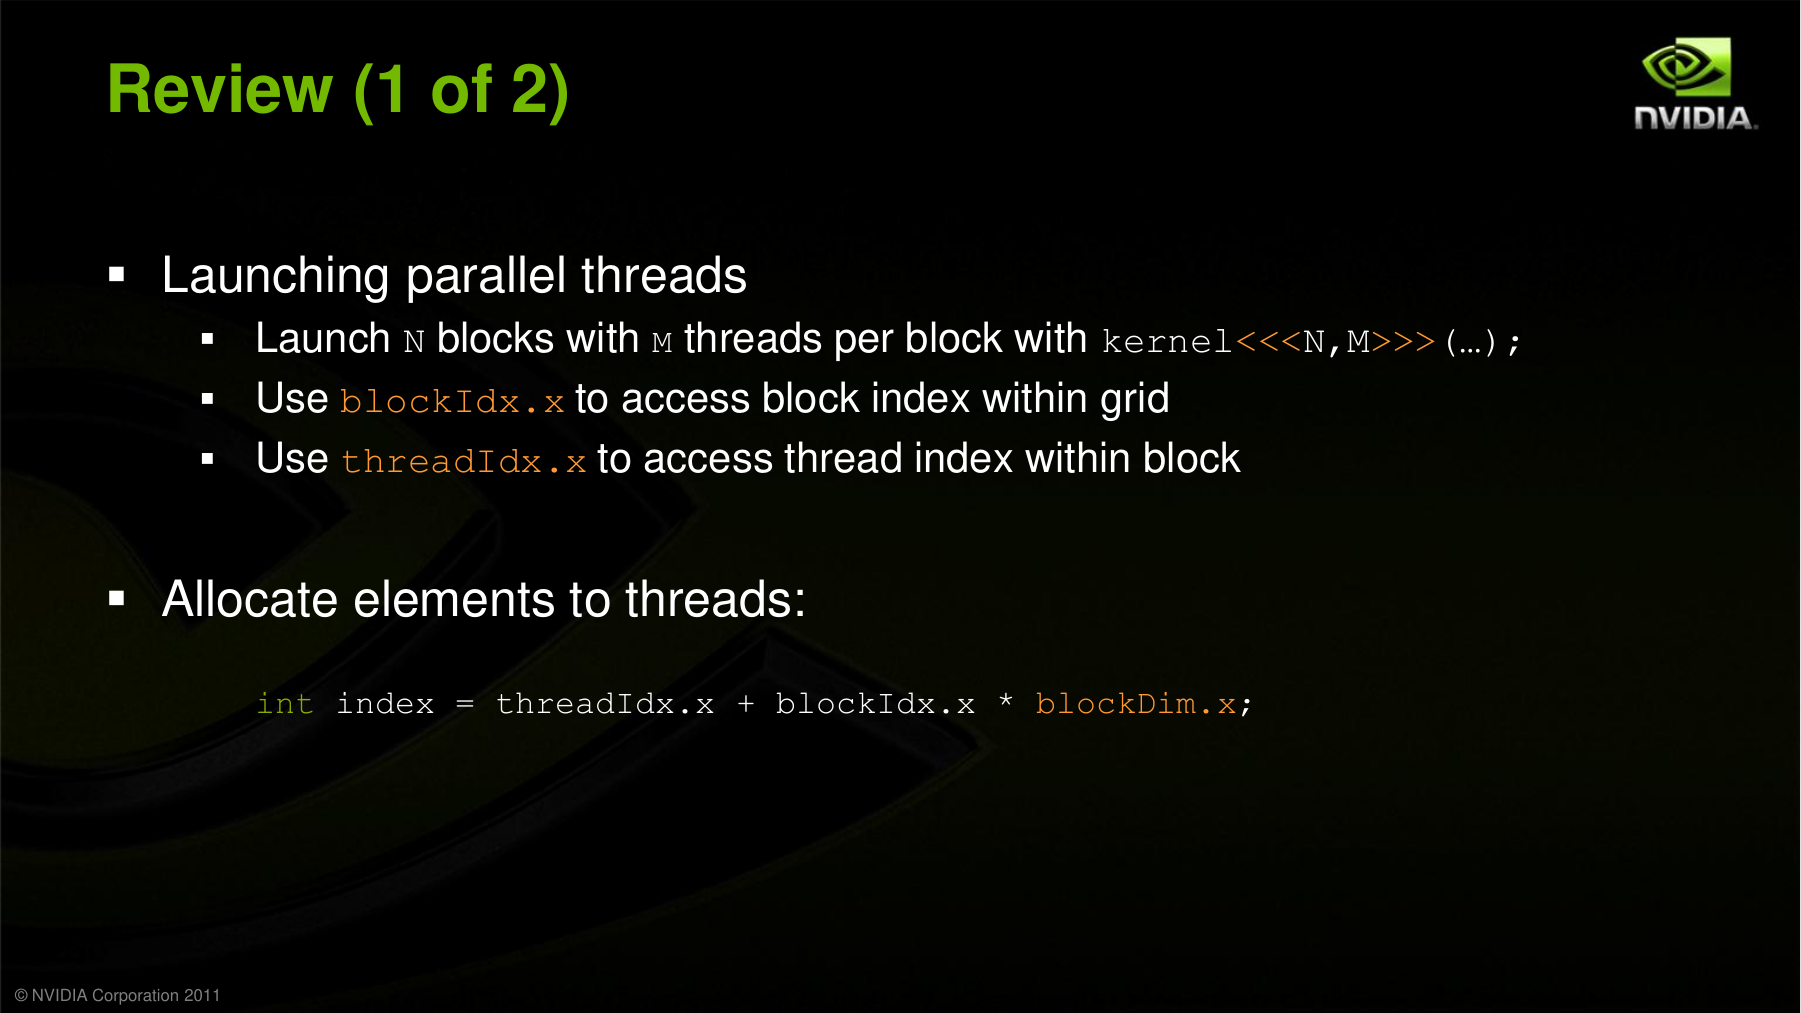 Review (1 of 2)
NVIDIA.
▪ Launching parallel threads
▪ Launch N blocks with M threads per block with kernel<<<N,M>>>(…);
▪ Use blockIdx.x to access block index within grid
▪ Use threadIdx.x to access thread index within block
▪ Allocate elements to threads:
int index = threadIdx.x + blockIdx.x * blockDim.x;
© NVIDIA Corporation 2011